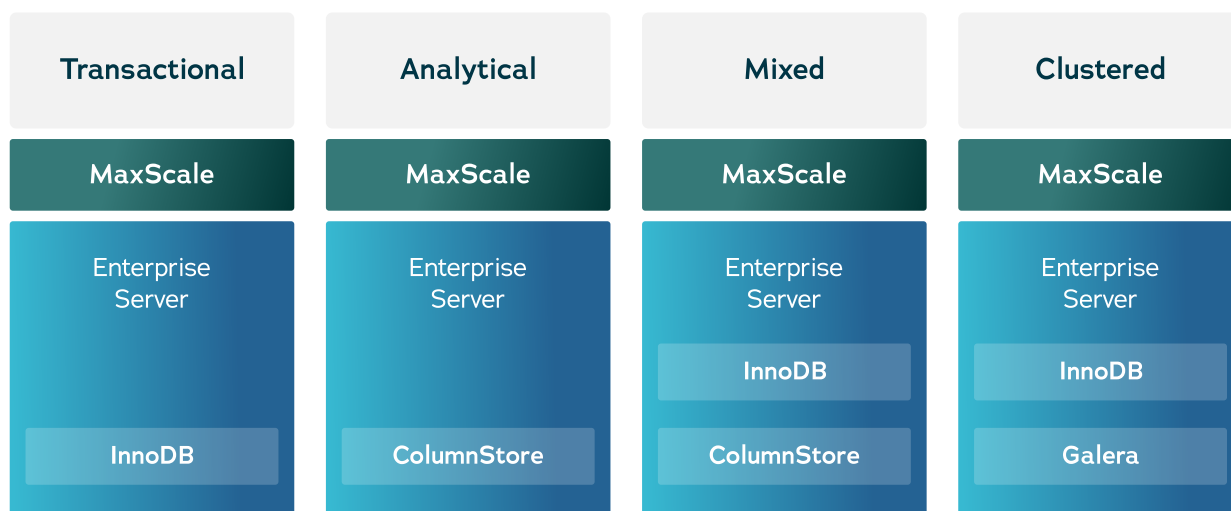 Transactional
MaxScale
Enterprise
Server
InnoDB
Analytical
MaxScale
Enterprise
Server
ColumnStore
Mixed
MaxScale
Enterprise
Server
InnoDB
ColumnStore
Clustered
MaxScale
Enterprise
Server
InnoDB
Galera